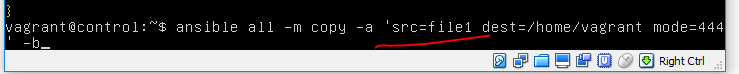 }
vagrant@control:~$ ansible all -m copy -a 'src=file1 dest=/home/vagrant mode=444
' -b_
Right Ctrl